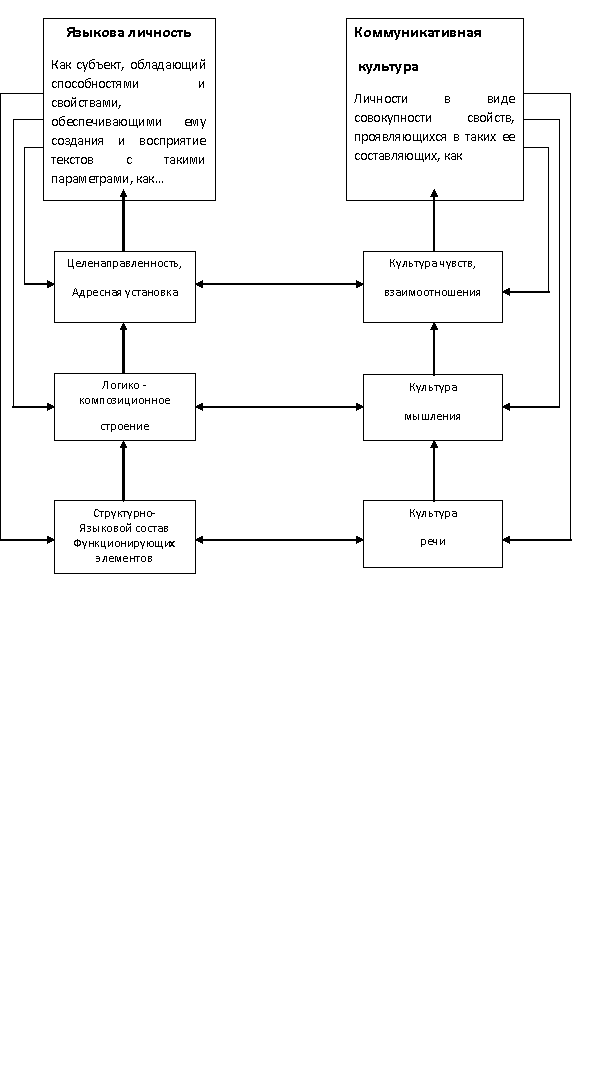 Языкова личность
Как субъект, обладающий
способностями и
свойствами,
обеспечивающими ему
создания и восприятие
текстов с такими
параметрами, как…
Коммуникативная
культура
Личности в виде
совокупности свойств,
проявляющихся в таких ее
составляющих, как
Целенаправленность,
Адресная установка
Культура чувств,
взаимоотношения
Логико -
композиционное
строение
Культура
мышления
Структурно-
Языковой состав
Функционирующих
элементов
Культура
речи